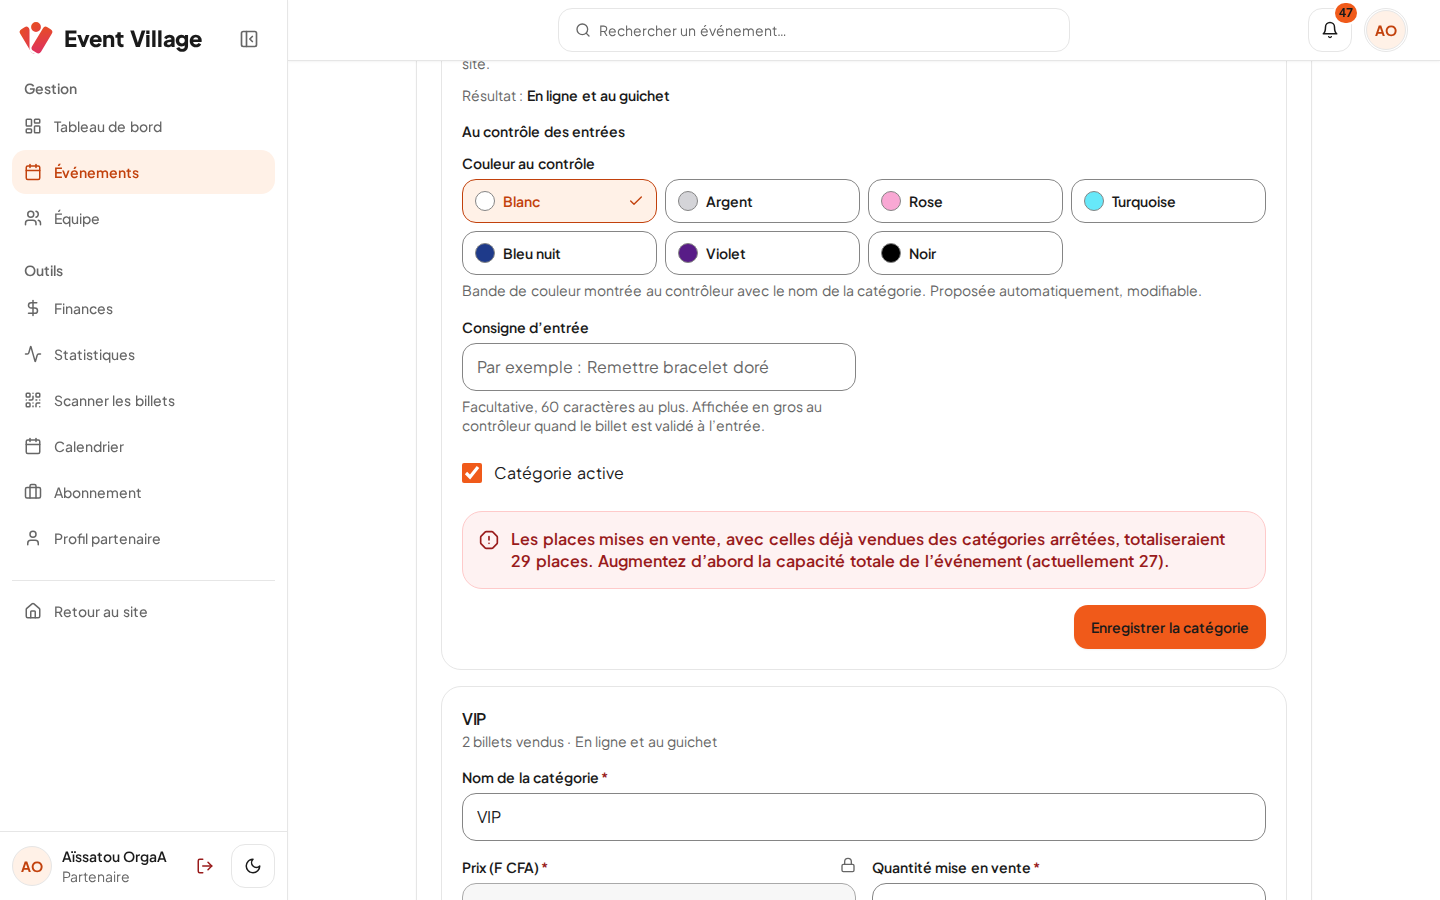 Event Village
Gestion
Tableau de bord
Événements
Équipe
Outils
Finances
Statistiques
Scanner les billets
Calendrier
Abonnement
Profil partenaire
Retour au site
AO
Aïssatou OrgaA
Partenaire
Rechercher un événement...
47
AO
site.
Résultat : En ligne et au guichet
Au contrôle des entrées
Couleur au contrôle
Blanc
Argent
Rose
Turquoise
Bleu nuit
Violet
Noir
Bande de couleur montrée au contrôleur avec le nom de la catégorie. Proposée automatiquement, modifiable.
Consigne d’entrée
Par exemple : Remettre bracelet doré
Facultative, 60 caractères au plus. Affichée en gros au
contrôleur quand le billet est validé à l’entrée.
Catégorie active
Les places mises en vente, avec celles déjà vendues des catégories arrêtées, totaliseraient
29 places. Augmentez d’abord la capacité totale de l’événement (actuellement 27).
Enregistrer la catégorie
VIP
2 billets vendus · En ligne et au guichet
Nom de la catégorie *
VIP
Prix (F CFA) *
Quantité mise en vente *